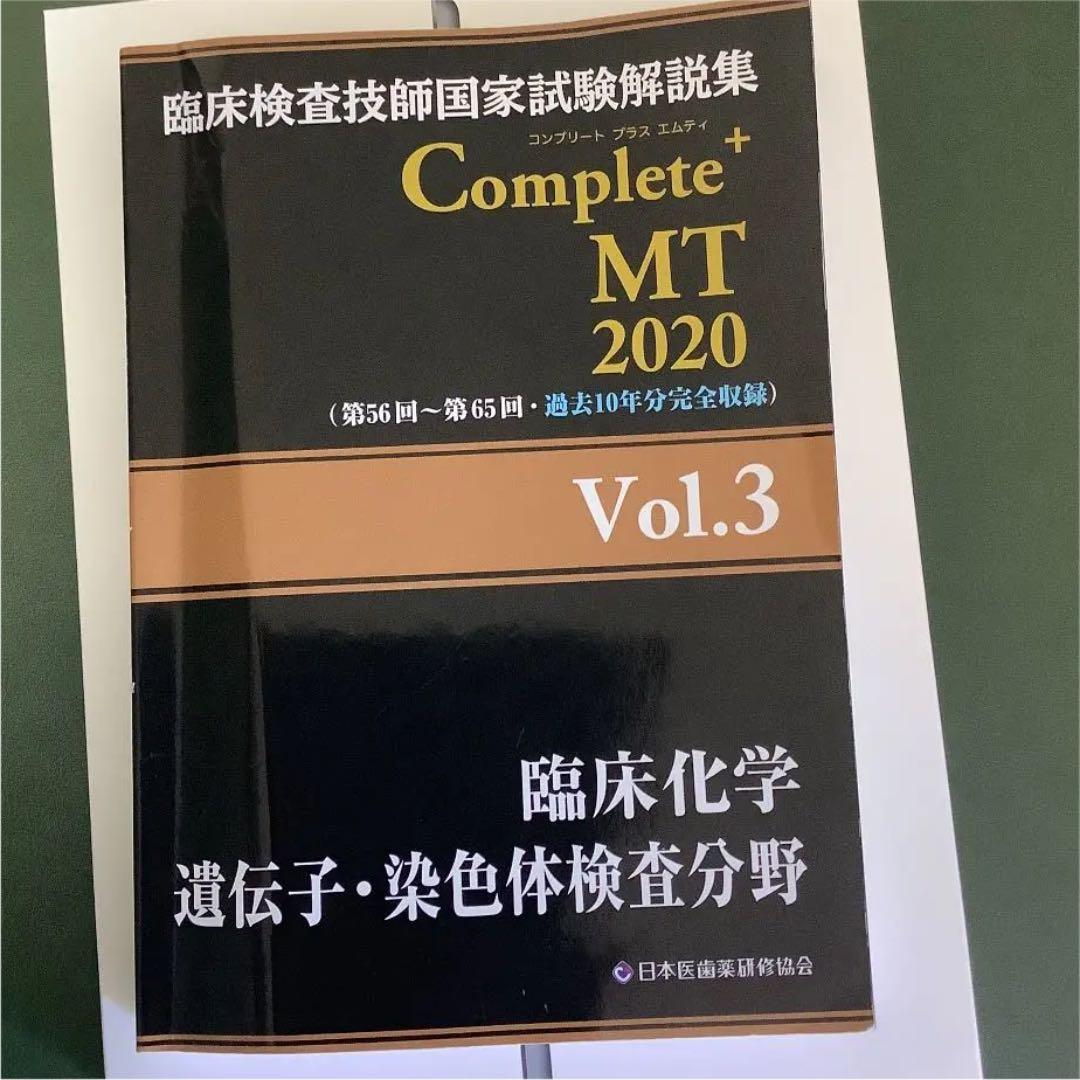 臨床検査技師国家試験解説集
コンプリート プラス エムティ
Complete+
MT
2020
(第56回～第65回・過去10年分完全収録)
Vol.3
臨床化学
遺伝子・染色体検査分野
日本医歯薬研修協会